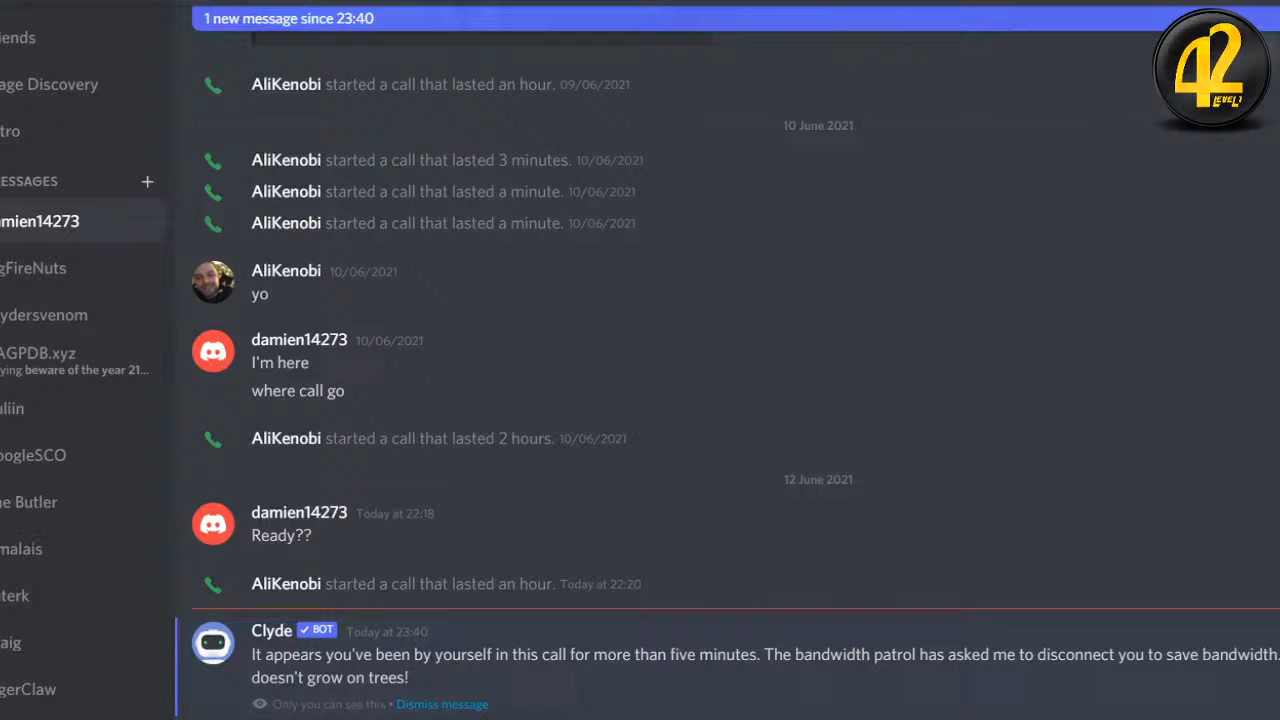 1 new message since 23:40
iends
AliKenobi started a call that lasted an hour. 09/06/2021
age Discovery
10 June 2021
tro
AliKenobi started a call that lasted 3 minutes. 10/06/2021
ESSAGES +
AliKenobi started a call that lasted a minute. 10/06/2021
amien14273
AliKenobi started a call that lasted a minute. 10/06/2021
gFireNuts
AliKenobi 10/06/2021
yo
ydersvenom
damien14273 10/06/2021
AGPDB.xyz
I'm here
ying beware of the year 21...
where call go
uliin
AliKenobi started a call that lasted 2 hours. 10/06/2021
oogleSCO
12 June 2021
e Butler
damien14273 Today at 22:18
Ready??
malais
AliKenobi started a call that lasted an hour. Today at 22:20
terk
Clyde ✓ BOT Today at 23:40
aig
It appears you've been by yourself in this call for more than five minutes. The bandwidth patrol has asked me to disconnect you to save bandwidth.
doesn't grow on trees!
gerClaw
Only you can see this • Dismiss message
42
LEVEL 1